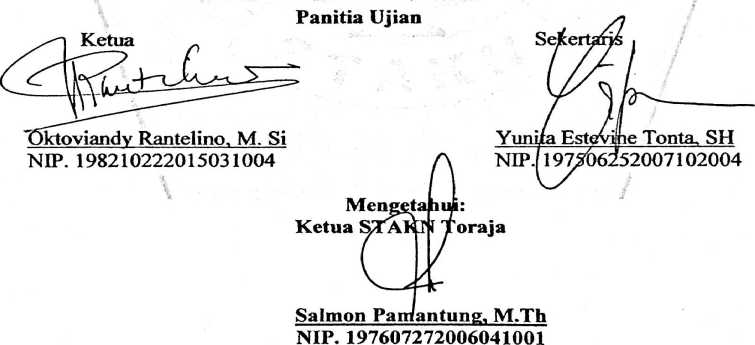 Panitia Ujian
Ketua
Sekertaris
Oktoviandy Rantelino, M. Si
NIP. 198210222015031004
Yunita Estevine Tonta, SH
NIP. 197506252007102004
Mengetahui:
Ketua STAKN Toraja
Salmon Pamantung, M.Th
NIP. 197607272006041001